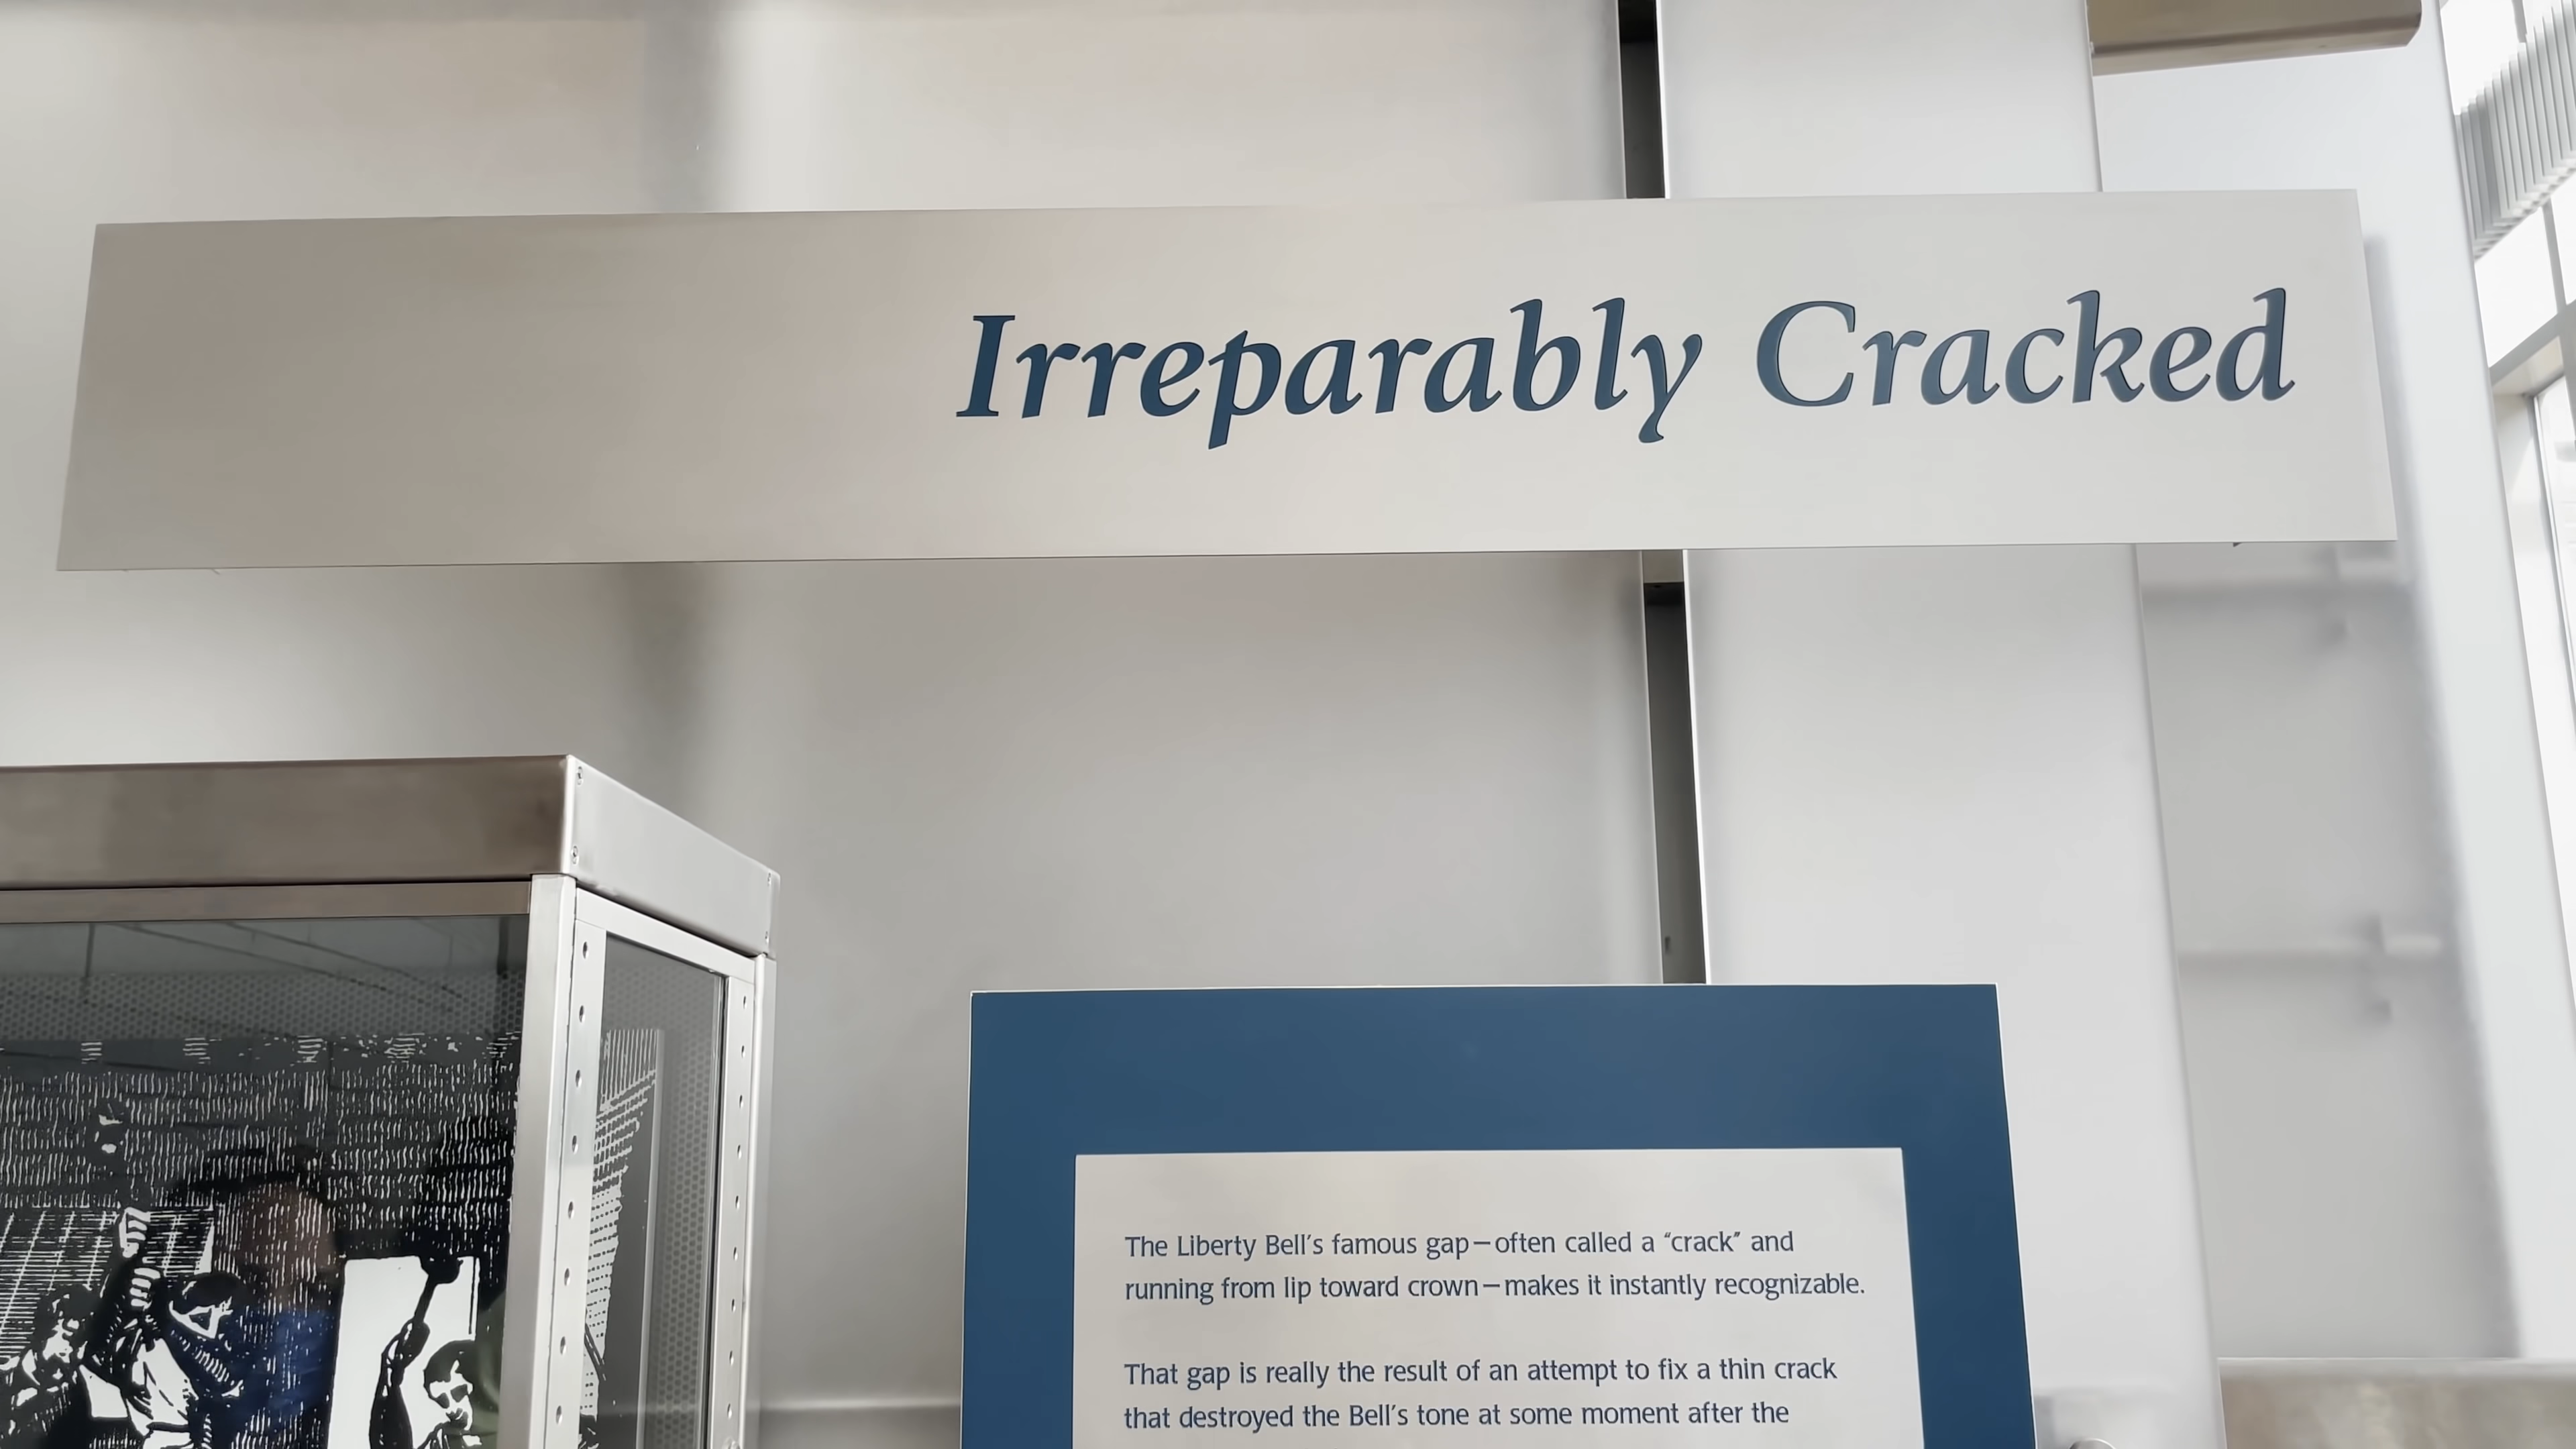 Irreparably Cracked
The Liberty Bell's famous gap—often called a “crack” and
running from lip toward crown—makes it instantly recognizable.
That gap is really the result of an attempt to fix a thin crack
that destroyed the Bell's tone at some moment after the